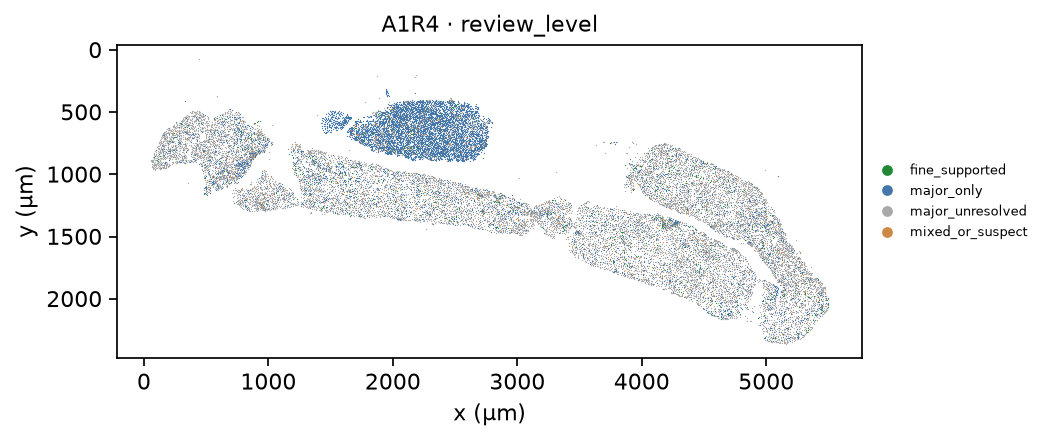 A1R4 · review_level
0
500
1000
1500
2000
y (μm)
0
1000
2000
3000
4000
5000
x (μm)
fine_supported
major_only
major_unresolved
mixed_or_suspect